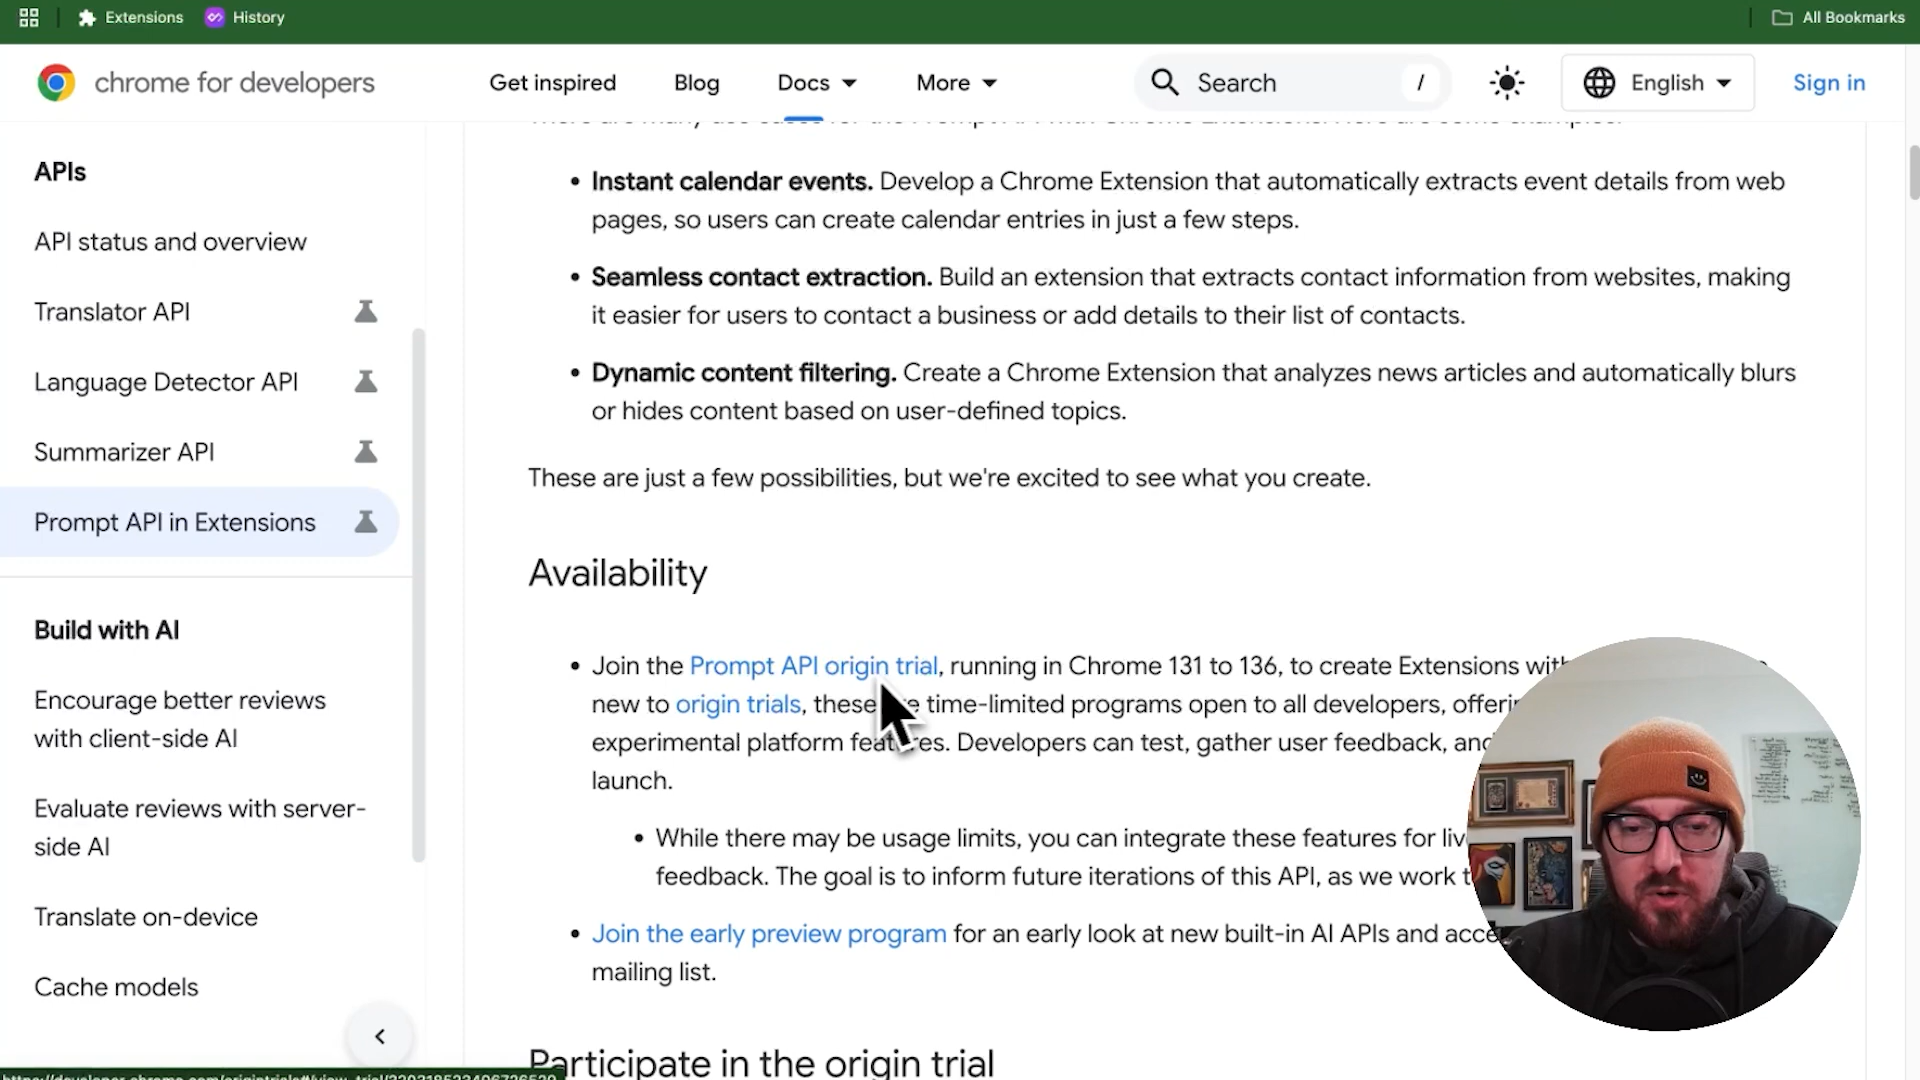 Extensions
History
All Bookmarks
chrome for developers
Get inspired
Blog
Docs
More
Search
/
English
Sign in
APIs
API status and overview
Translator API
Language Detector API
Summarizer API
Prompt API in Extensions
Build with AI
Encourage better reviews
with client-side AI
Evaluate reviews with server-
side AI
Translate on-device
Cache models
Instant calendar events. Develop a Chrome Extension that automatically extracts event details from web
pages, so users can create calendar entries in just a few steps.
Seamless contact extraction. Build an extension that extracts contact information from websites, making
it easier for users to contact a business or add details to their list of contacts.
Dynamic content filtering. Create a Chrome Extension that analyzes news articles and automatically blurs
or hides content based on user-defined topics.
These are just a few possibilities, but we're excited to see what you create.
Availability
Join the Prompt API origin trial, running in Chrome 131 to 136, to create Extensions
new to origin trials, these time-limited programs open to all developers,
experimental platform features. Developers can test, gather user feedback, and
launch.
While there may be usage limits, you can integrate these features for
feedback. The goal is to inform future iterations of this API, as we work
Join the early preview program for an early look at new built-in AI APIs and
mailing list.
Participate in the origin trial